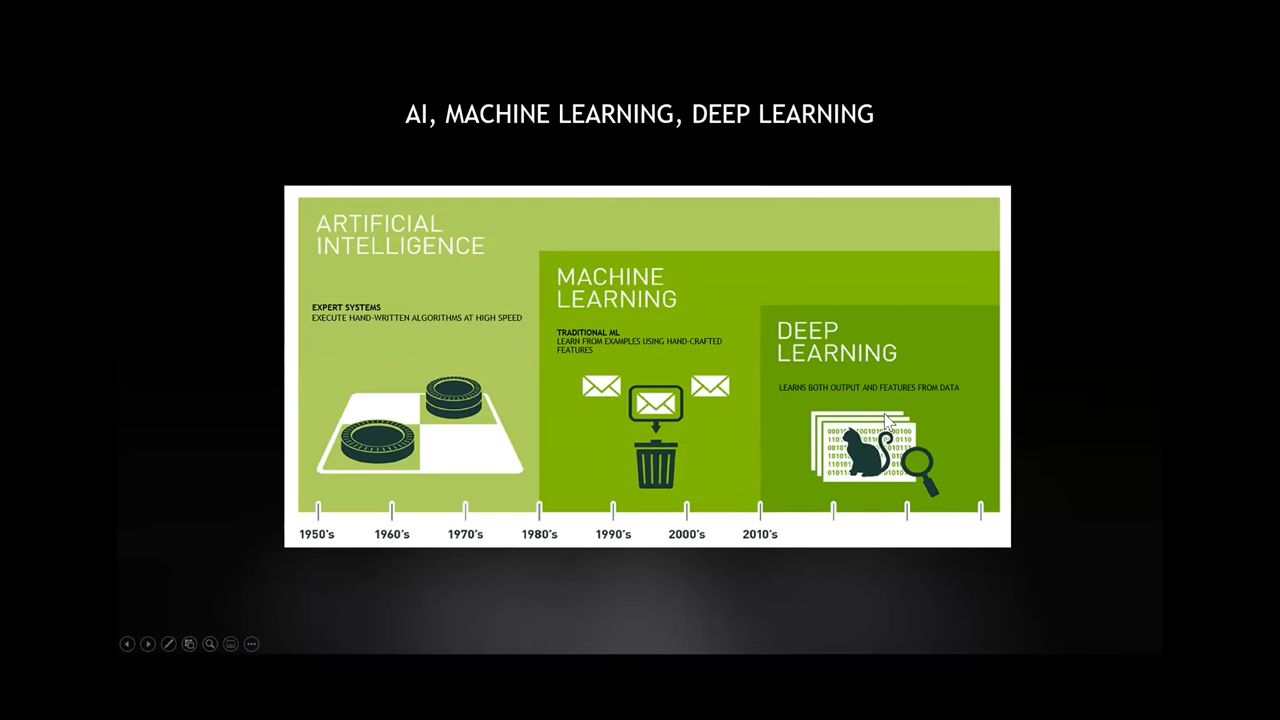 AI, MACHINE LEARNING, DEEP LEARNING
ARTIFICIAL
INTELLIGENCE
EXPERT SYSTEMS
EXECUTE HAND-WRITTEN ALGORITHMS AT HIGH SPEED
MACHINE
LEARNING
TRADITIONAL ML
LEARN FROM EXAMPLES USING HAND-CRAFTED
FEATURES
DEEP
LEARNING
LEARNS BOTH OUTPUT AND FEATURES FROM DATA
1950's 1960's 1970's 1980's 1990's 2000's 2010's